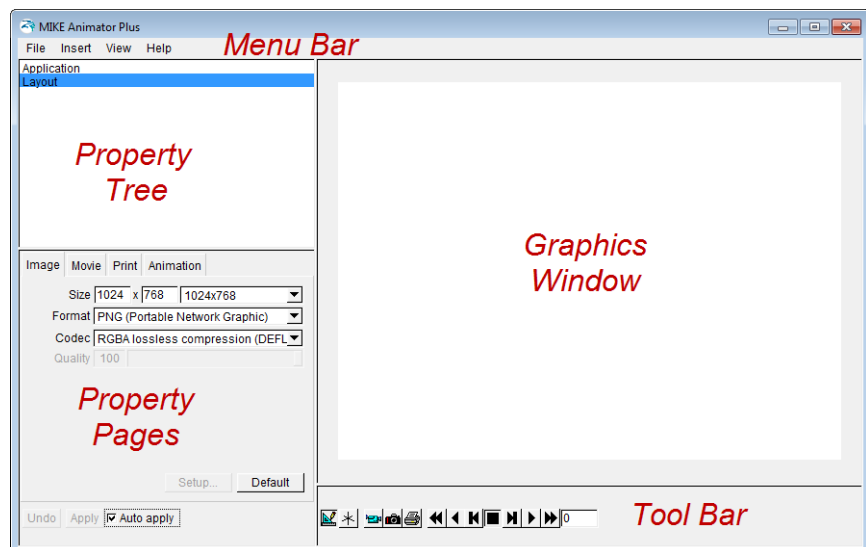 MIKE Animator Plus
File Insert View Help
Menu Bar
Application
Layout
Property
Tree
Graphics
Window
Image Movie Print Animation
Size 1024 x 768 1024x768
Format PNG (Portable Network Graphic)
Codec RGBA lossless compression (DEFL
Quality 100
Property
Pages
Setup... Default
Undo Apply Auto apply
0
Tool Bar